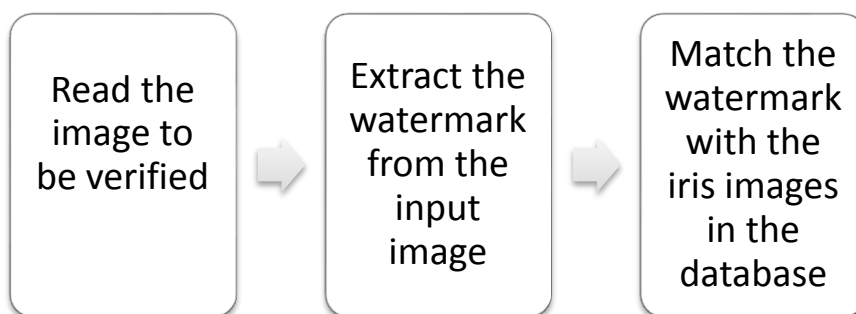 Read the
image to
be verified
Extract the
watermark
from the
input
image
Match the
watermark
with the
iris images
in the
database